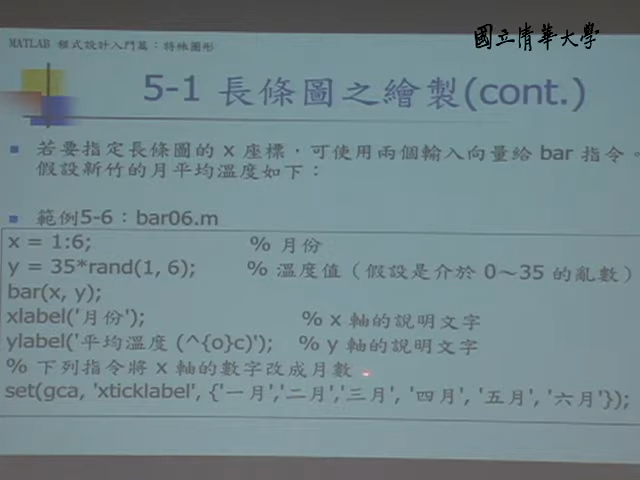 MATLAB 程式設計入門篇：特殊圖形
國立清華大學
5-1 長條圖之繪製(cont.)
若要指定長條圖的 x 座標，可使用兩個輸入向量給 bar 指令。
假設新竹的月平均溫度如下：
範例5-6：bar06.m
x = 1:6; % 月份
y = 35*rand(1, 6); % 溫度值（假設是介於 0～35 的亂數）
bar(x, y);
xlabel('月份'); % x 軸的說明文字
ylabel('平均溫度 (^{o}c)'); % y 軸的說明文字
% 下列指令將 x 軸的數字改成月數
set(gca, 'xticklabel', {'一月','二月','三月', '四月', '五月', '六月'});